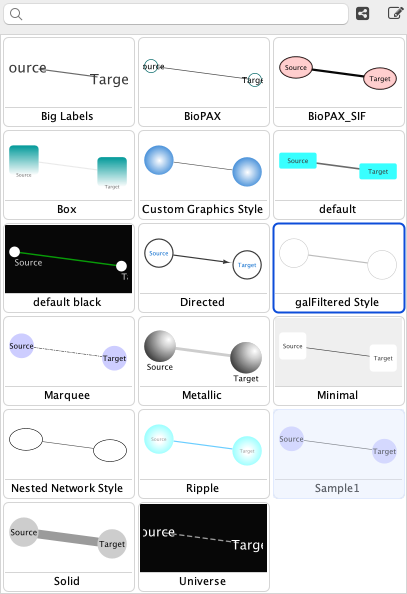 ource
Targe
Big Labels
ourc
Targe
BioPAX
Source
Target
BioPAX_SIF
Source
Target
Box
Custom Graphics Style
Source
Target
default
Source
T
default black
Source
Target
Directed
galFiltered Style
Source
Target
Marquee
Source
Target
Metallic
Source
Target
Minimal
Nested Network Style
Source
Target
Ripple
Source
Target
Sample1
Source
Target
Solid
ource
Targe
Universe